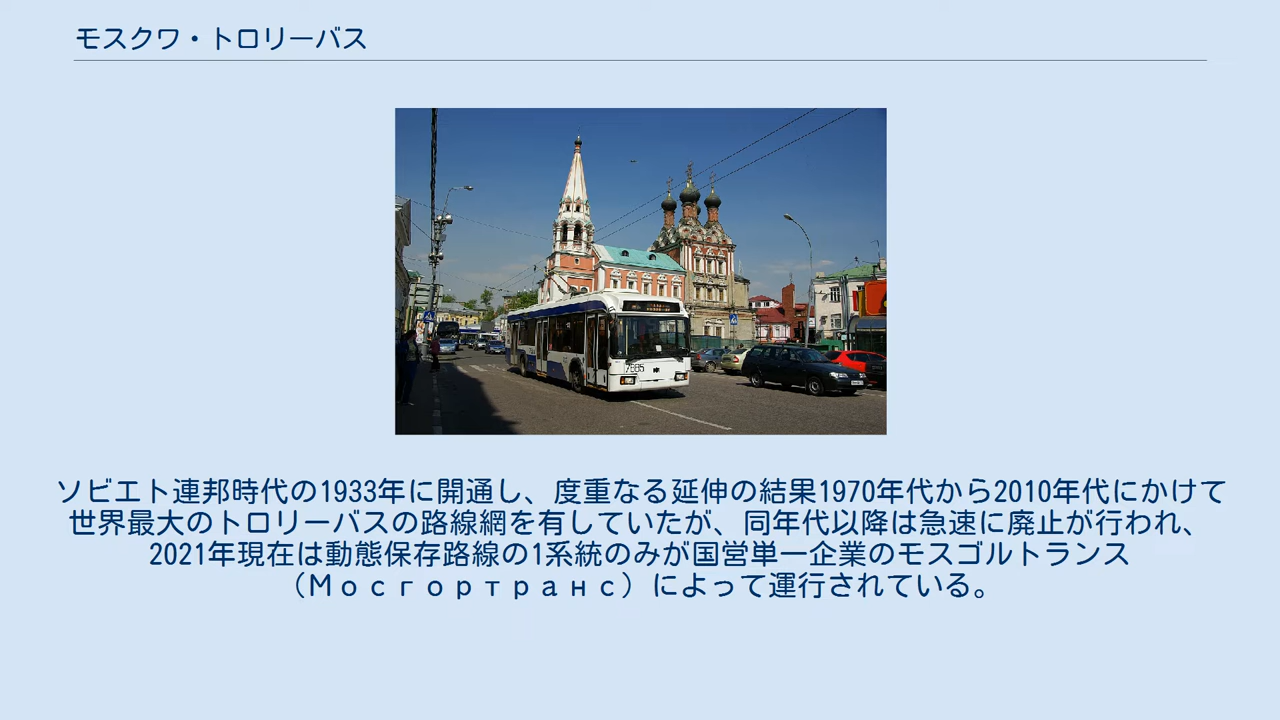 モスクワ・トロリーバス
7685
ソビエト連邦時代の1933年に開通し、度重なる延伸の結果1970年代から2010年代にかけて
世界最大のトロリーバスの路線網を有していたが、同年代以降は急速に廃止が行われ、
2021年現在は動態保存路線の1系統のみが国営単一企業のモスゴルトランス
（Мосгортранс）によって運行されている。